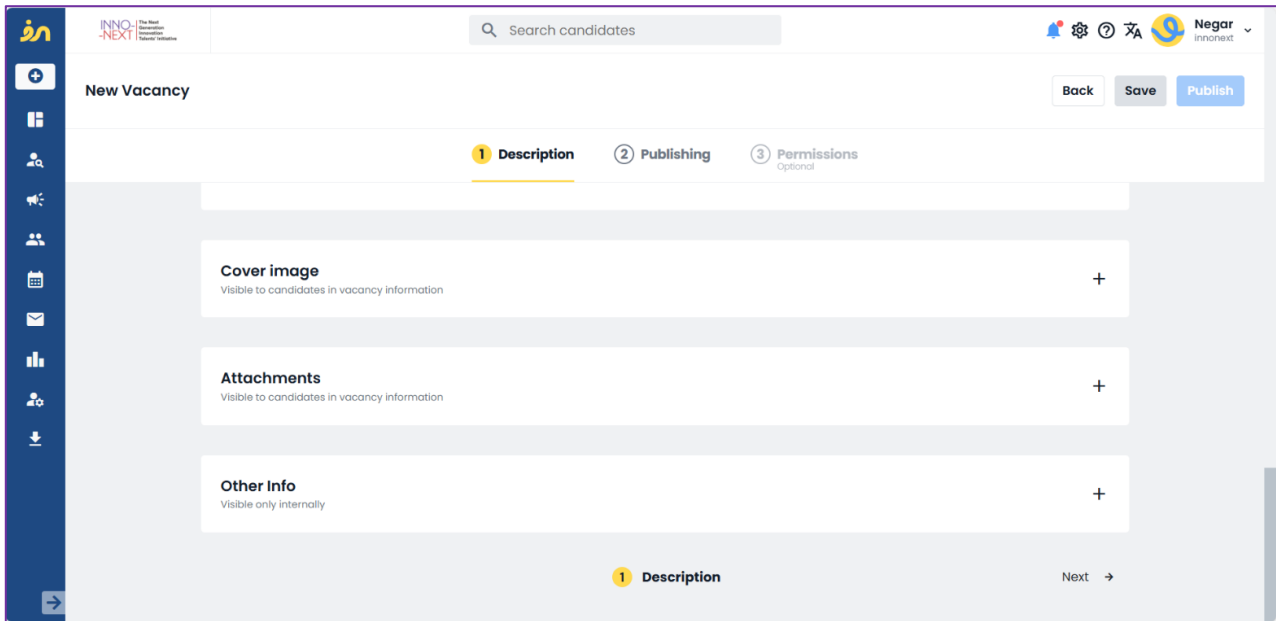 in
INNO-
-NEXT
The Next
Generation
Innovation
Talents' Initiative
Search candidates
Negar
innonext
New Vacancy
Back
Save
Publish
1 Description
2 Publishing
3 Permissions
Optional
Cover image
Visible to candidates in vacancy information
Attachments
Visible to candidates in vacancy information
Other Info
Visible only internally
1 Description
Next →